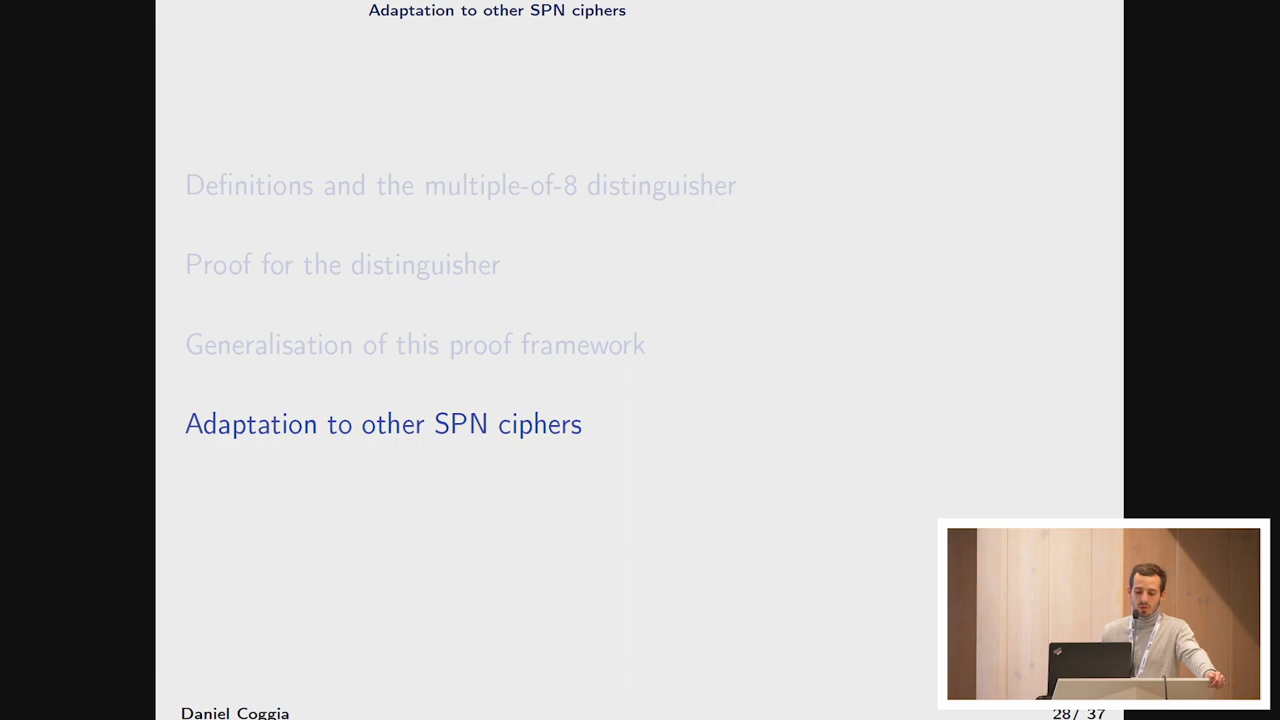 Adaptation to other SPN ciphers
Definitions and the multiple-of-8 distinguisher
Proof for the distinguisher
Generalisation of this proof framework
Adaptation to other SPN ciphers
Daniel Coggia
28/ 37